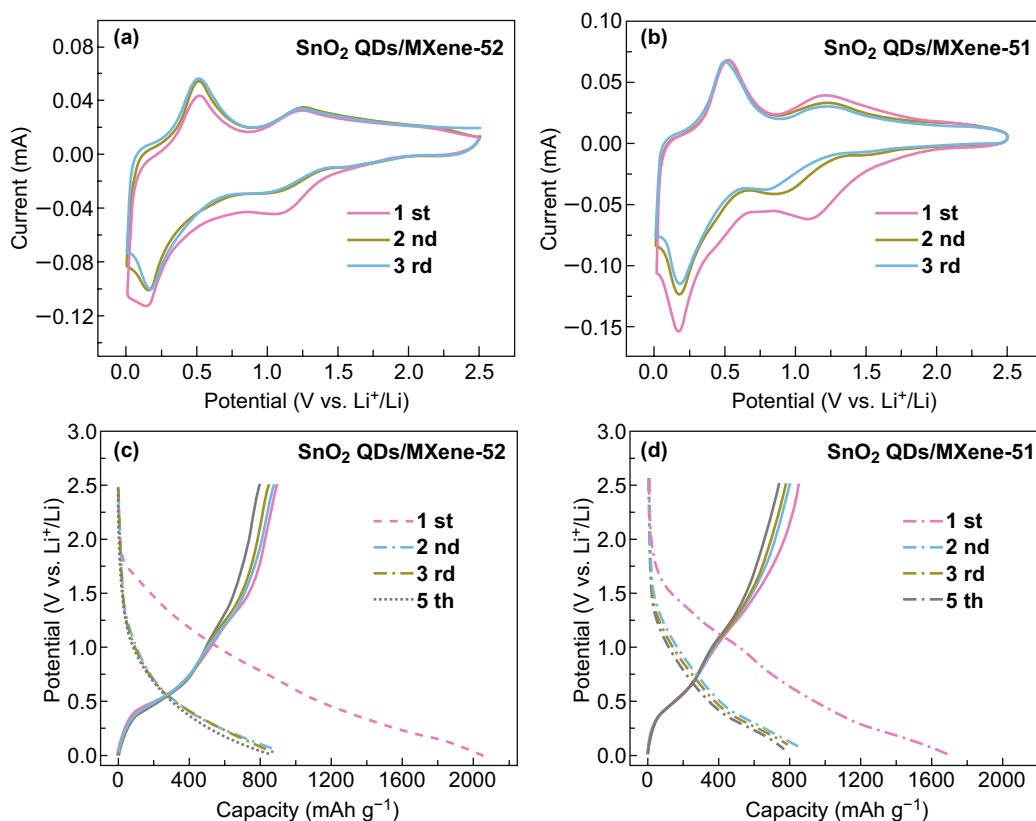 (a)
SnO₂ QDs/MXene-52
0.08
0.04
0.00
−0.04
−0.08
−0.12
Current (mA)
1 st
2 nd
3 rd
0.0 0.5 1.0 1.5 2.0 2.5
Potential (V vs. Li⁺/Li)
(b)
SnO₂ QDs/MXene-51
0.10
0.05
0.00
−0.05
−0.10
−0.15
Current (mA)
1 st
2 nd
3 rd
0.0 0.5 1.0 1.5 2.0 2.5
Potential (V vs. Li⁺/Li)
(c)
SnO₂ QDs/MXene-52
3.0
2.5
2.0
1.5
1.0
0.5
0.0
Potential (V vs. Li⁺/Li)
1 st
2 nd
3 rd
5 th
0 400 800 1200 1600 2000
Capacity (mAh g⁻¹)
(d)
SnO₂ QDs/MXene-51
3.0
2.5
2.0
1.5
1.0
0.5
0.0
Potential (V vs. Li⁺/Li)
1 st
2 nd
3 rd
5 th
0 400 800 1200 1600 2000
Capacity (mAh g⁻¹)